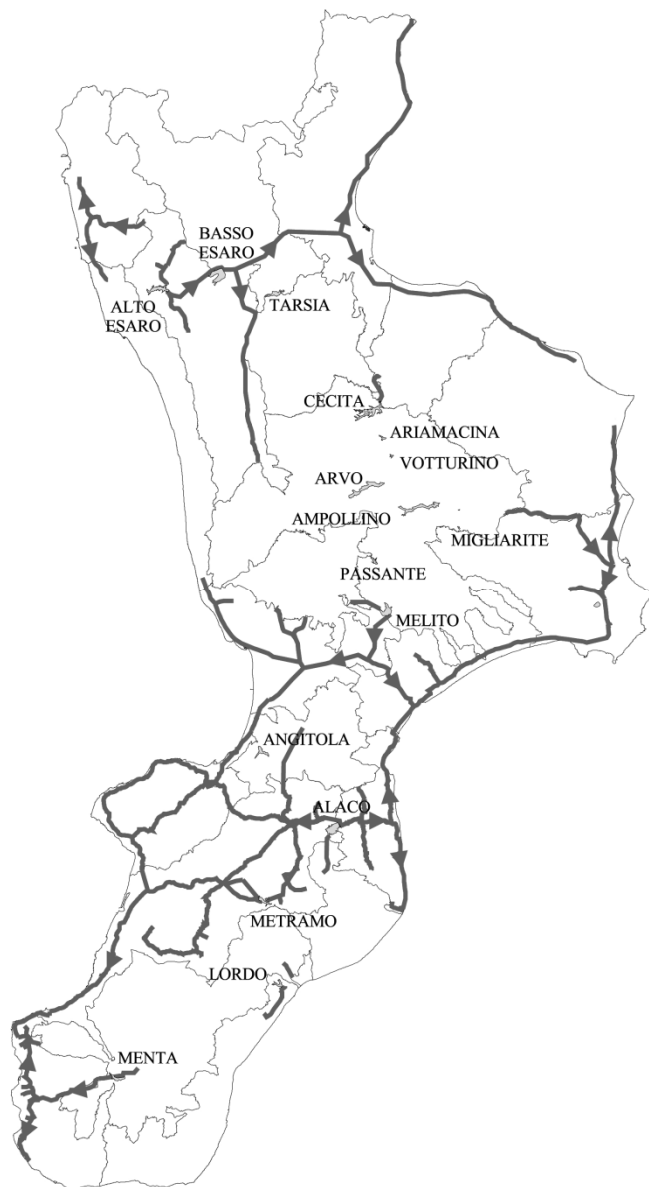 BASSO
ESARO
ALTO
ESARO
TARSIA
CECITA
ARIAMACINA
VOTTURINO
ARVO
AMPOLLINO
MIGLIARITE
PASSANTE
MELITO
ANGITOLA
ALACO
METRAMO
LORDO
MENTA